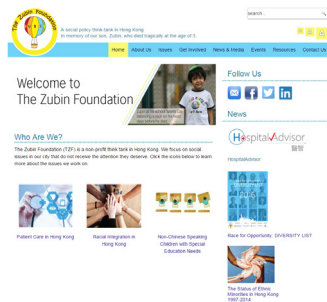 The Zubin Foundation
search...
A social policy think-tank in Hong Kong
In memory of our son, Zubin, who died tragically at the age of 3
A A A
Home About Us Issues Get Involved News & Media Events Resources Contact Us
Welcome to
The Zubin Foundation
Follow Us
News
HospitalAdvisor
醫智
HospitalAdvisor
Who Are We?
The Zubin Foundation (TZF) is a non-profit think tank in Hong Kong. We focus on social
issues in our city that do not receive the attention they deserve. Click the icons below to learn
more about the issues we work on.
Patient Care in Hong Kong
Racial Integration in
Hong Kong
Non-Chinese Speaking
Children with Special
Education Needs
Race for Opportunity: DIVERSITY LIST
The Status of Ethnic
Minorities in Hong Kong
1997-2014